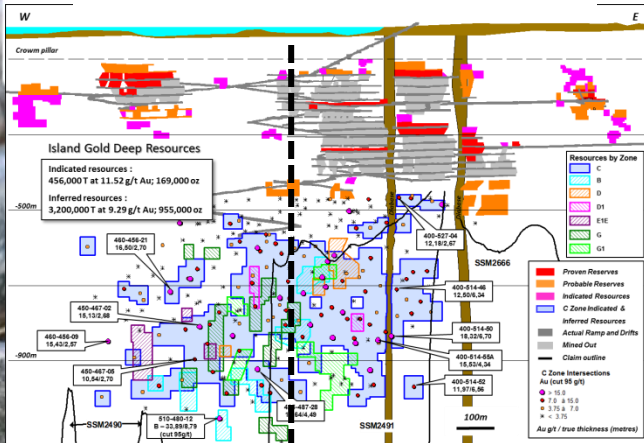 W
E
Crowm pillar
Island Gold Deep Resources
Indicated resources :
456,000 T at 11.52 g/t Au; 169,000 oz
Inferred resources :
3,200,000 T at 9.29 g/t Au; 955,000 oz
-500m
Resources by Zone
C
B
D
D1
E1E
G
G1
400-527-04
12,18/2,67
460-456-21
16,50/2,70
SSM2666
400-514-46
12,50/6,34
Proven Reserves
Probable Reserves
Indicated Resources
C Zone Indicated &
Inferred Resources
Actual Ramp and Drifts
Mined Out
Claim outline
450-467-02
15,13/2,68
460-456-09
15,43/2,57
400-514-50
18,32/6,70
400-514-55A
15,53/4,34
-900m
450-467-05
10,54/2,70
400-514-52
11,97/6,56
C Zone Intersections
Au (cut 95 g/t)
> 15.0
7.0 à 15.0
3.75 à 7.0
< 3.75
Au g/t / true thickness (metres)
510-480-12
B – 33,89/8,79
(cut 95g/t)
SSM2490
SSM2491
100m